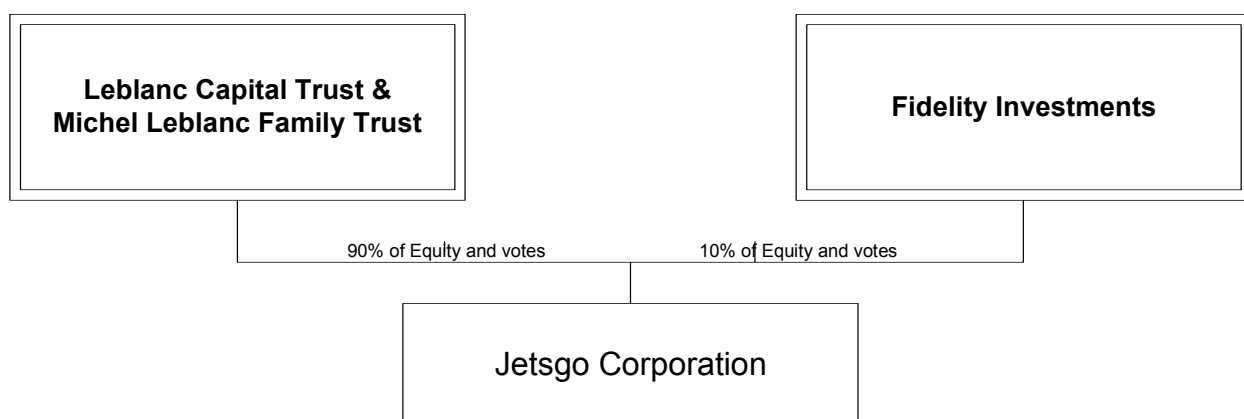 Leblanc Capital Trust &
Michel Leblanc Family Trust
Fidelity Investments
90% of Equity and votes
10% of Equity and votes
Jetsgo Corporation